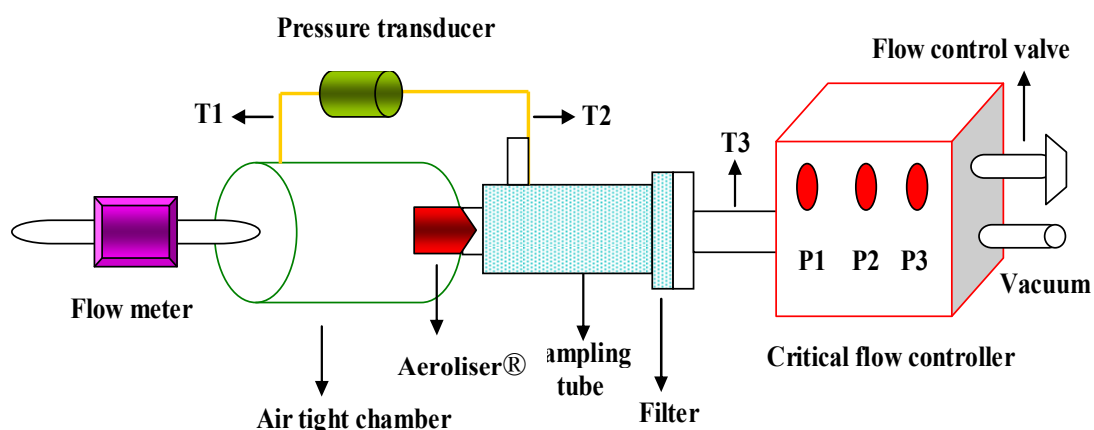 Pressure transducer
Flow control valve
T1
T2
T3
P1 P2 P3
Vacuum
Flow meter
Critical flow controller
Aeroliser®
ampling
tube
Filter
Air tight chamber